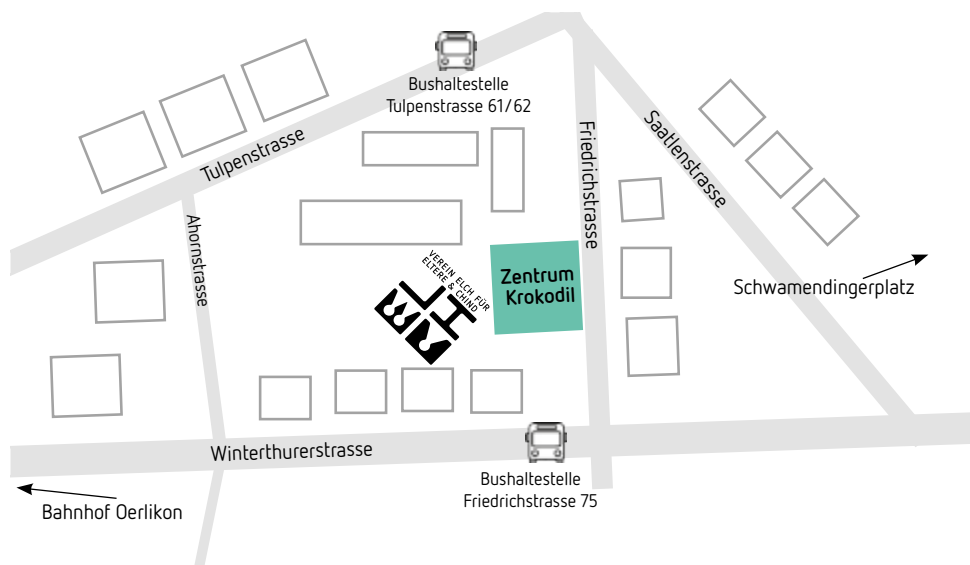 Bushaltestelle
Tulpenstrasse 61/62
Tulpenstrasse
Friedrichstrasse
Saatlenstrasse
Ahornstrasse
VEREIN ELCH FÜR
ELTERE & CHIND
Zentrum
Krokodil
Schwamendingerplatz
Winterthurerstrasse
Bushaltestelle
Friedrichstrasse 75
Bahnhof Oerlikon